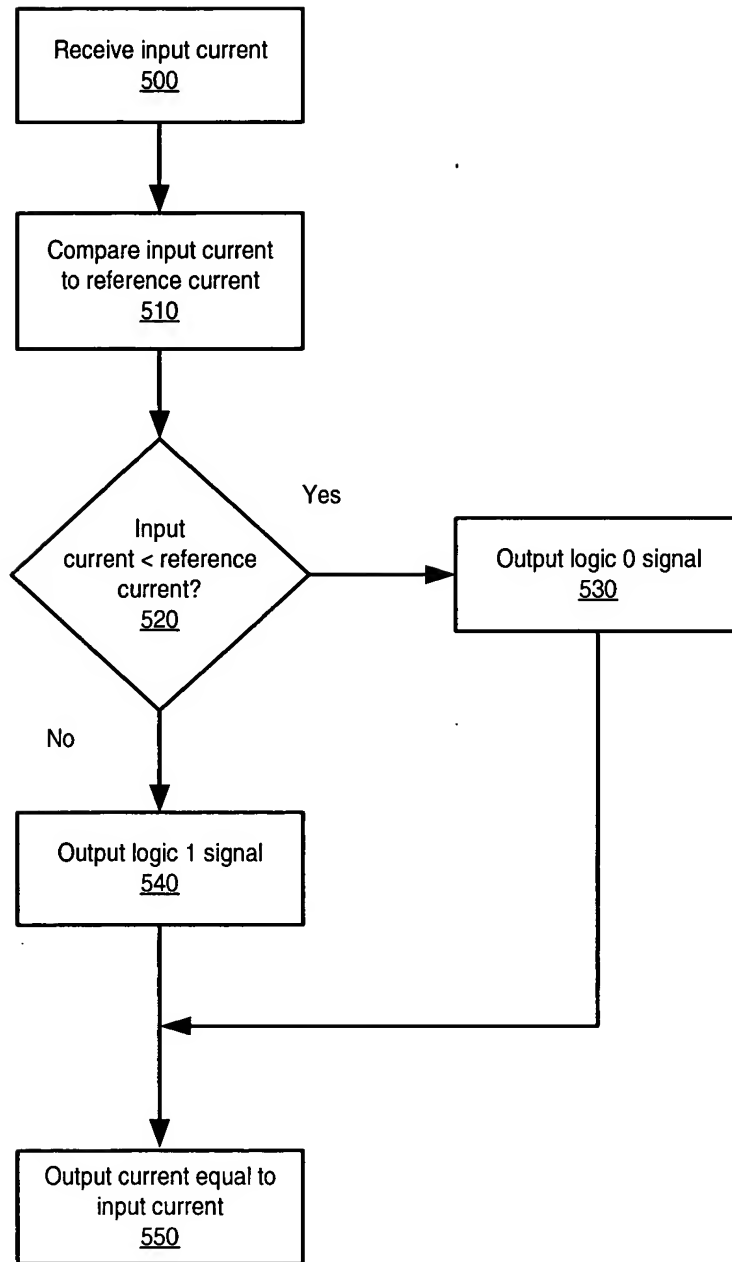 Receive input current
500
Compare input current
to reference current
510
Input
current < reference
current?
520
Yes
Output logic 0 signal
530
No
Output logic 1 signal
540
Output current equal to
input current
550